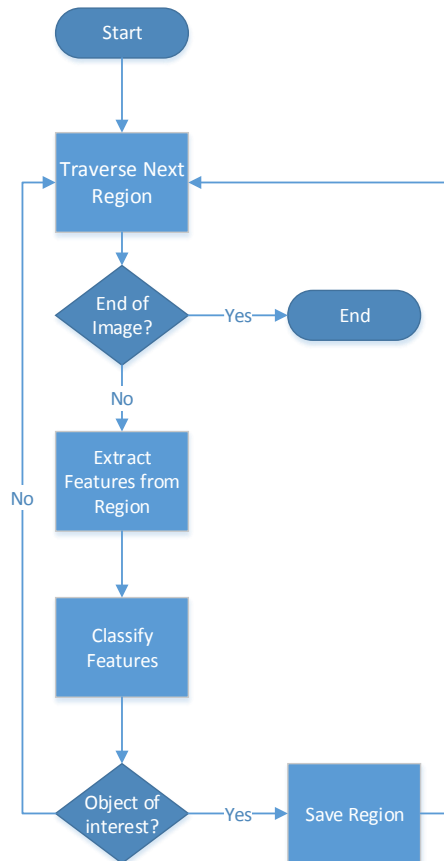 Start
Traverse Next
Region
End of
Image?
Yes
End
No
Extract
Features from
Region
No
Classify
Features
Object of
interest?
Yes
Save Region